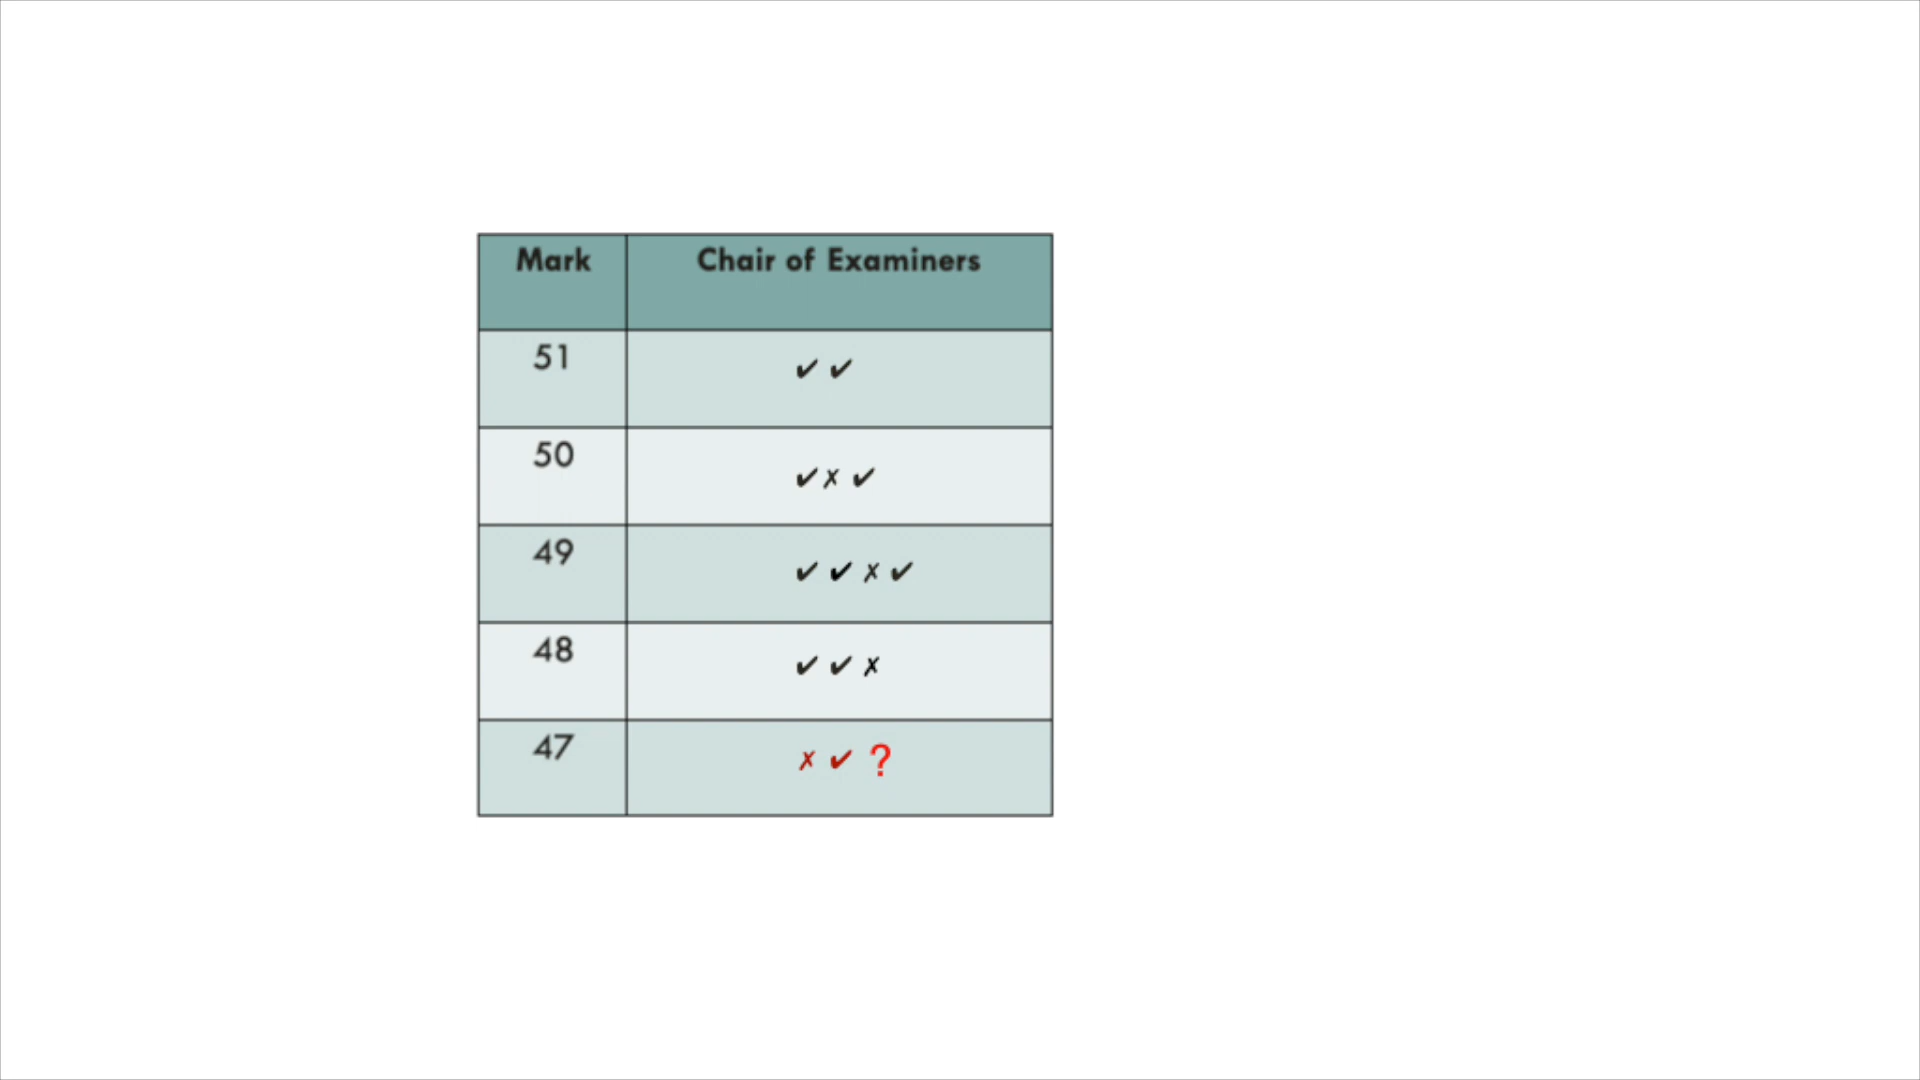 Mark Chair of Examiners
51 ✔ ✔
50 ✔✗ ✔
49 ✔ ✔ ✗ ✔
48 ✔ ✔ ✗
47 ✗ ✔ ?